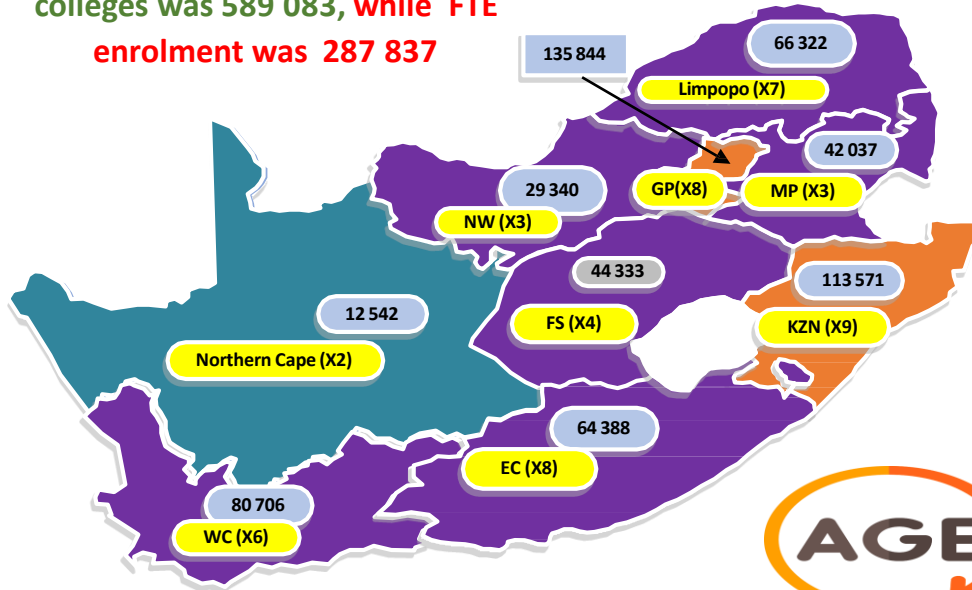 colleges was 589 083, while FTE
enrolment was 287 837
135 844
66 322
Limpopo (X7)
42 037
29 340
GP(X8)
MP (X3)
NW (X3)
44 333
113 571
12 542
FS (X4)
KZN (X9)
Northern Cape (X2)
64 388
EC (X8)
80 706
WC (X6)